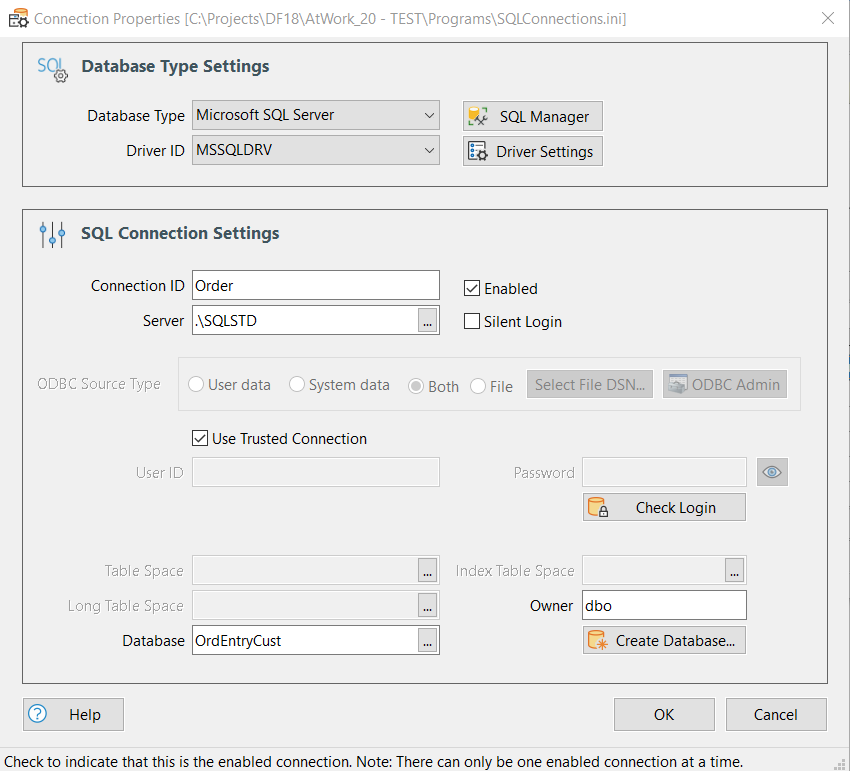 Connection Properties [C:\Projects\DF18\AtWork_20 - TEST\Programs\SQLConnections.ini]
SQL Database Type Settings
Database Type Microsoft SQL Server SQL Manager
Driver ID MSSQLDRV Driver Settings
SQL Connection Settings
Connection ID Order Enabled
Server .\SQLSTD ... Silent Login
ODBC Source Type User data System data Both File Select File DSN... ODBC Admin
Use Trusted Connection
User ID Password
Check Login
Table Space ... Index Table Space ...
Long Table Space ... Owner dbo
Database OrdEntryCust ... Create Database...
? Help OK Cancel
Check to indicate that this is the enabled connection. Note: There can only be one enabled connection at a time.